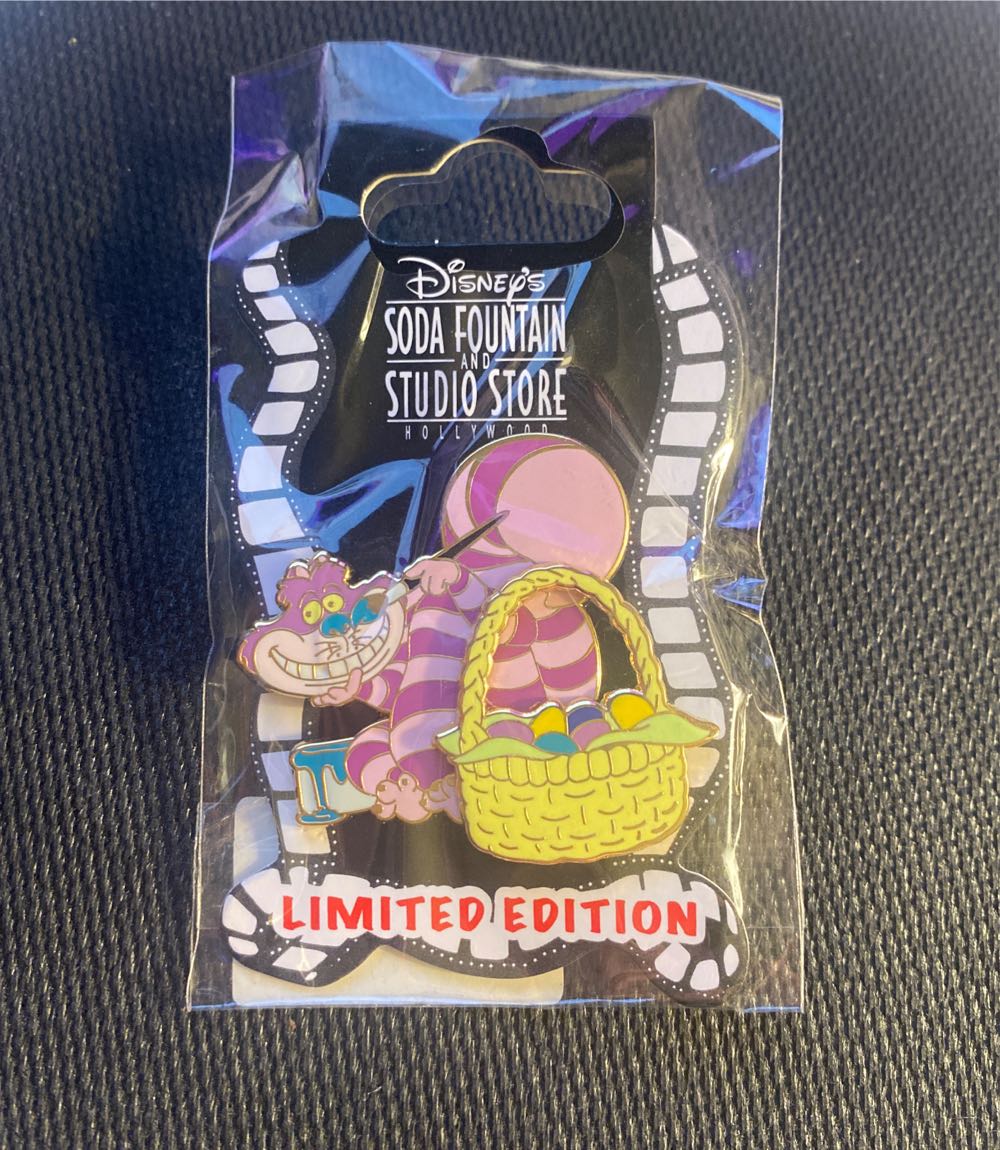 Disney's
SODA FOUNTAIN
AND
STUDIO STORE
HOLLYWOOD
LIMITED EDITION